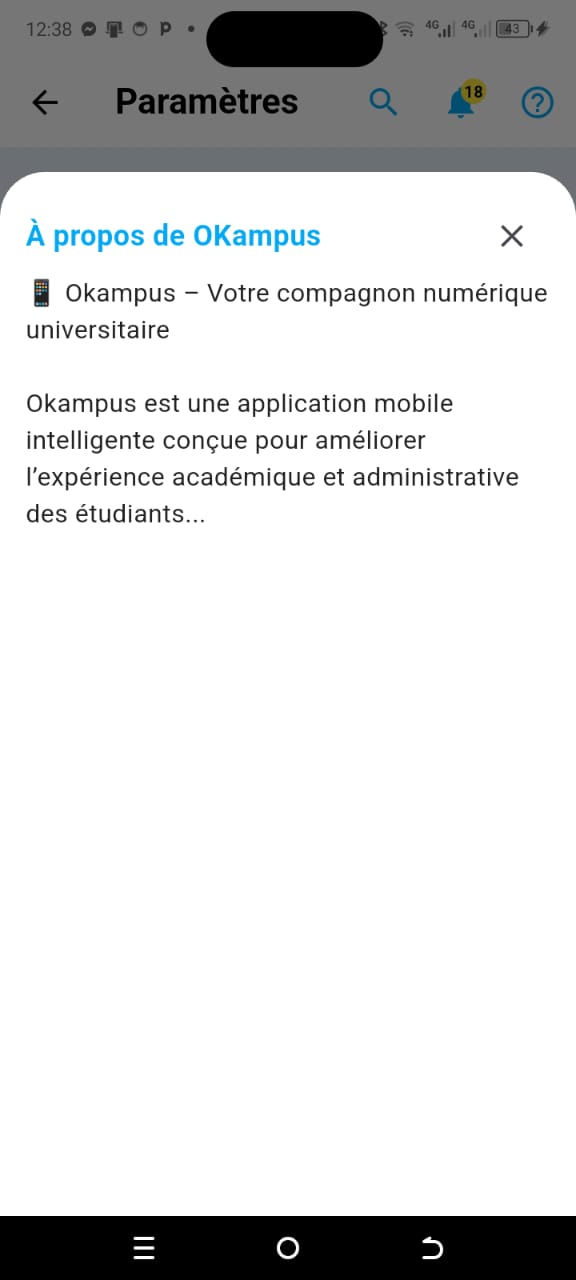 12:38
4G 4G 43
Paramètres
18
À propos de OKampus
📱 Okampus – Votre compagnon numérique
universitaire
Okampus est une application mobile
intelligente conçue pour améliorer
l’expérience académique et administrative
des étudiants...